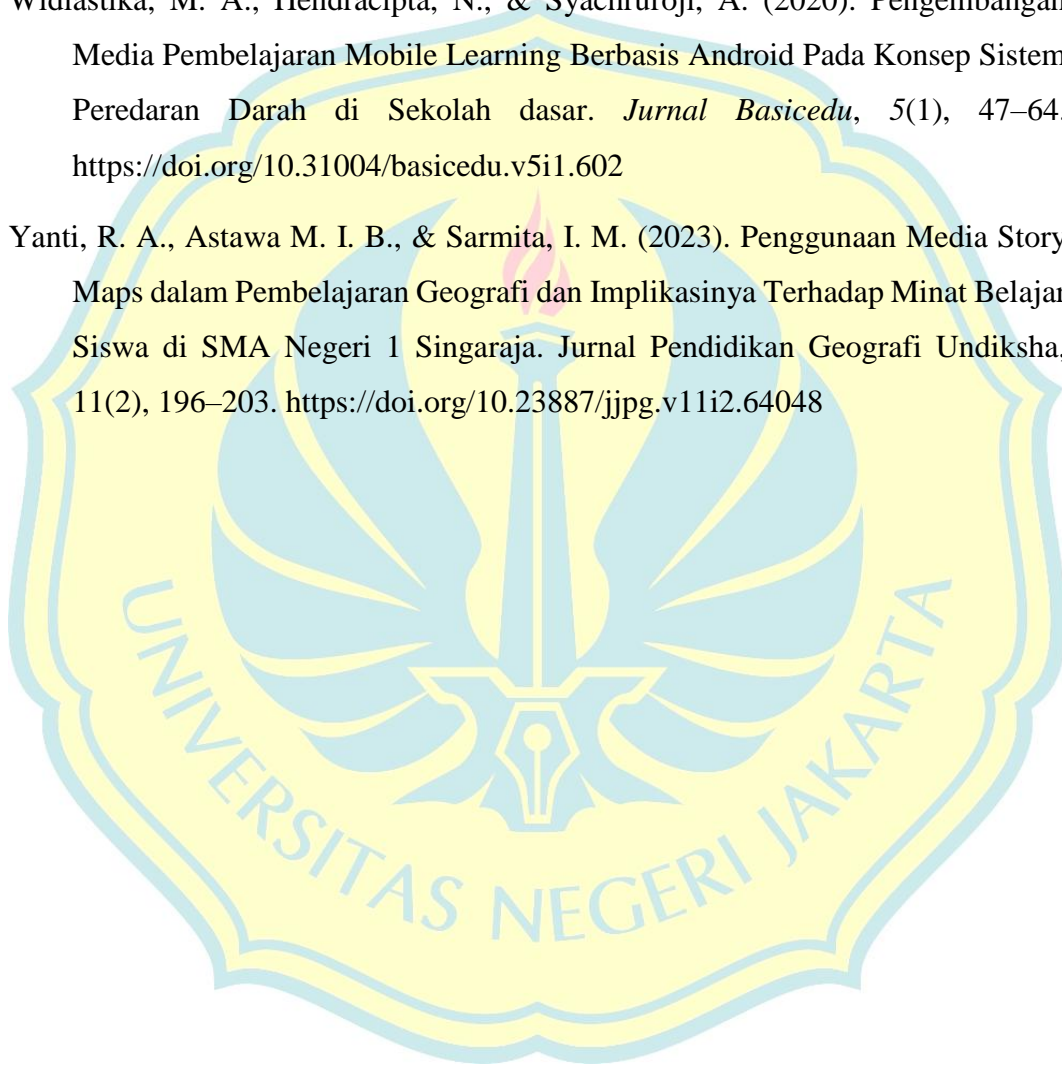 Widiastika, M. A., Hendracipta, N., & Syachruroji, A. (2020). Pengembangan
Media Pembelajaran Mobile Learning Berbasis Android Pada Konsep Sistem
Peredaran Darah di Sekolah dasar. Jurnal Basicedu, 5(1), 47–64.
https://doi.org/10.31004/basicedu.v5i1.602
Yanti, R. A., Astawa M. I. B., & Sarmita, I. M. (2023). Penggunaan Media Story
Maps dalam Pembelajaran Geografi dan Implikasinya Terhadap Minat Belajar
Siswa di SMA Negeri 1 Singaraja. Jurnal Pendidikan Geografi Undiksha,
11(2), 196–203. https://doi.org/10.23887/jjpg.v11i2.64048
UNIVERSITAS NEGERI JAKARTA